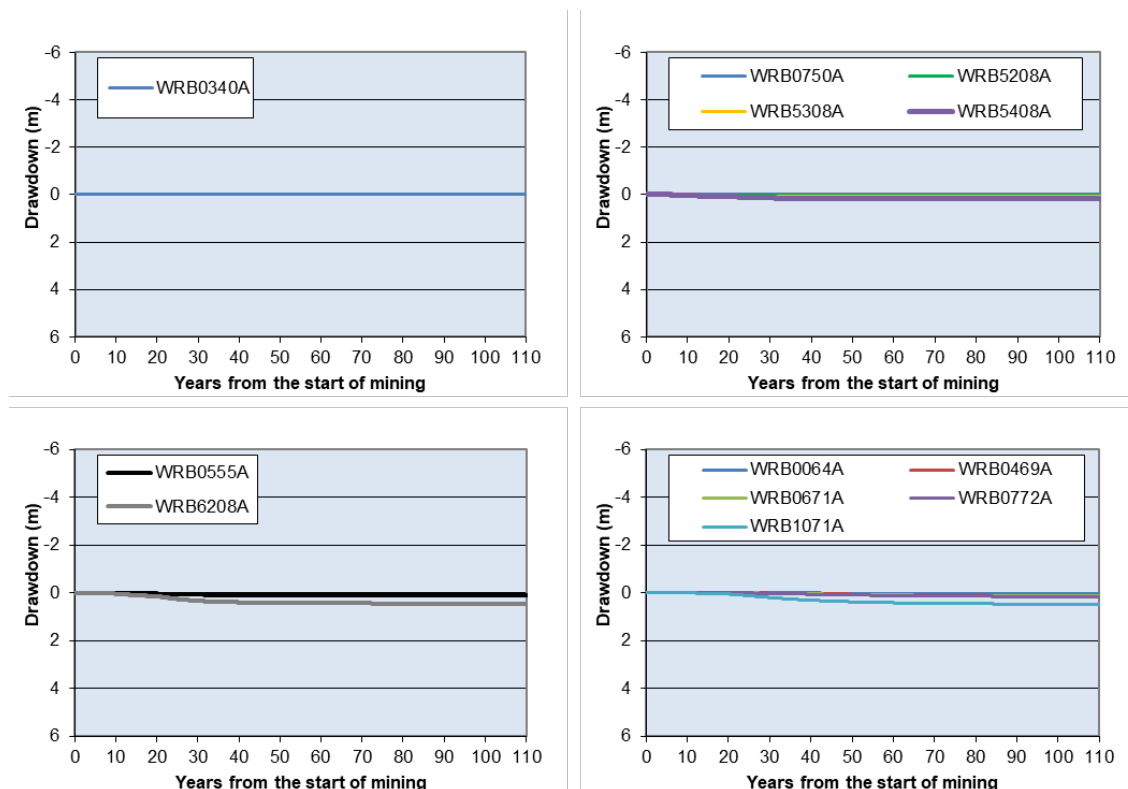 -6
-4
-2
0
2
4
6
Drawdown (m)
WRB0340A
0 10 20 30 40 50 60 70 80 90 100 110
Years from the start of mining
-6
-4
-2
0
2
4
6
Drawdown (m)
WRB0750A WRB5208A
WRB5308A WRB5408A
0 10 20 30 40 50 60 70 80 90 100 110
Years from the start of mining
-6
-4
-2
0
2
4
6
Drawdown (m)
WRB0555A
WRB6208A
0 10 20 30 40 50 60 70 80 90 100 110
Years from the start of mining
-6
-4
-2
0
2
4
6
Drawdown (m)
WRB0064A WRB0469A
WRB0671A WRB0772A
WRB1071A
0 10 20 30 40 50 60 70 80 90 100 110
Years from the start of mining